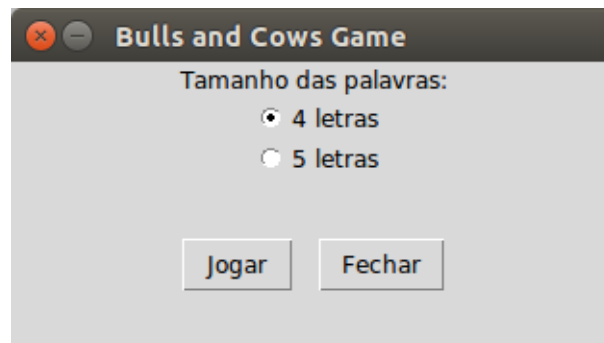 Bulls and Cows Game
Tamanho das palavras:
4 letras
5 letras
Jogar Fechar